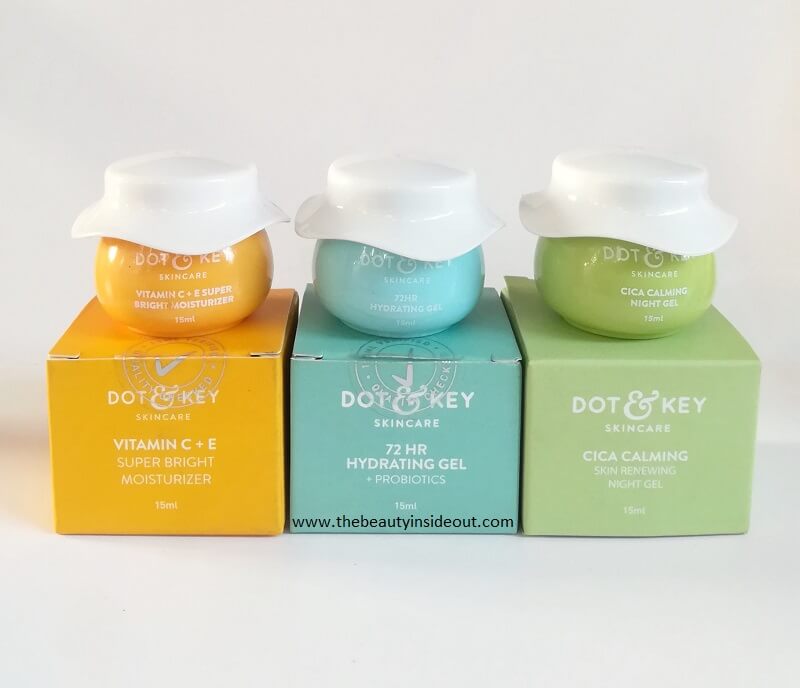 DOT & KEY
SKINCARE
VITAMIN C + E SUPER
BRIGHT MOISTURIZER
15ml
DOT & KEY
SKINCARE
72HR
HYDRATING GEL
DOT & KEY
SKINCARE
CICA CALMING
NIGHT GEL
15ml
DOT & KEY
SKINCARE
VITAMIN C + E
SUPER BRIGHT
MOISTURIZER
15ml
DOT & KEY
SKINCARE
72 HR
HYDRATING GEL
+ PROBIOTICS
15ml
DOT & KEY
SKINCARE
CICA CALMING
SKIN RENEWING
NIGHT GEL
15ml
www.thebeautyinsideout.com